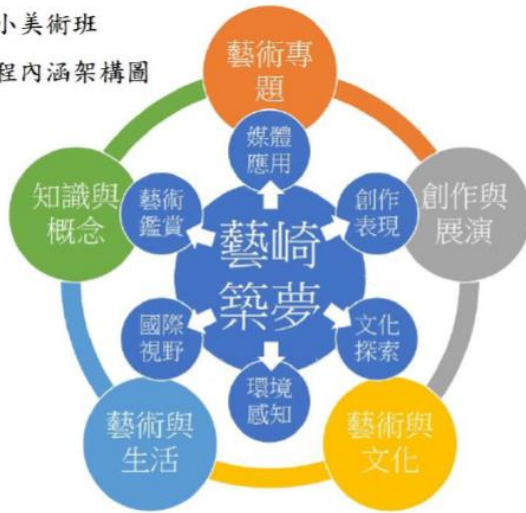 小美術班
程內涵架構圖
藝術專
題
媒體
應用
知識與
概念
藝術
鑑賞
創作
表現
創作與
展演
藝崎
築夢
國際
視野
文化
探索
環境
感知
藝術與
生活
藝術與
文化